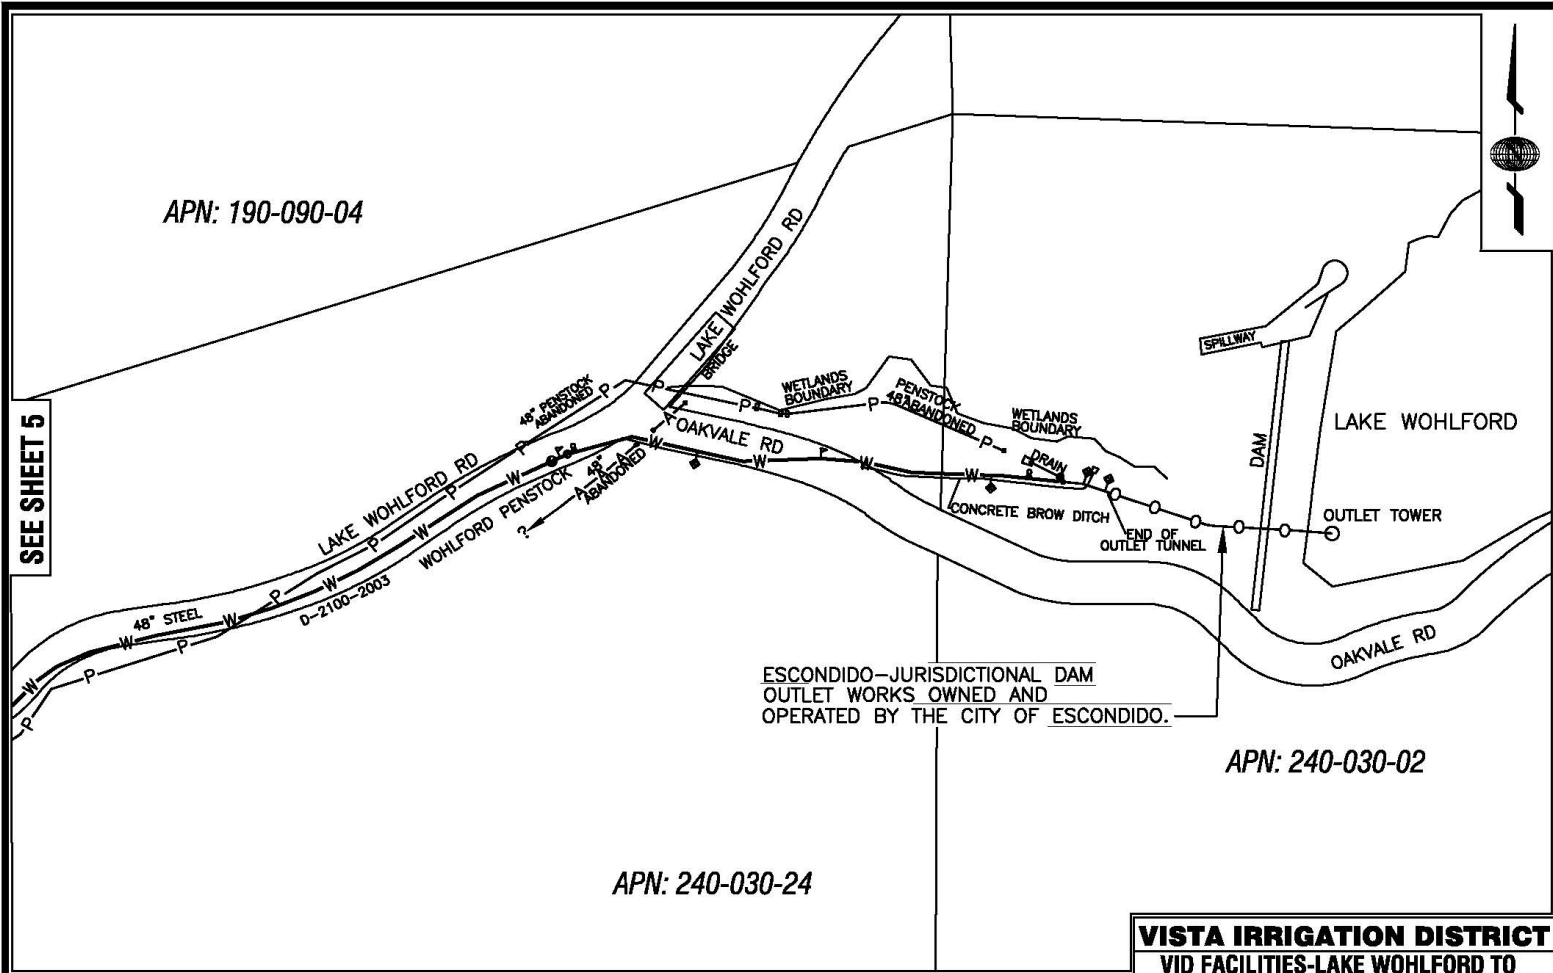 APN: 190-090-04
LAKE WOHLFORD RD
BRIDGE
48" PENSTOCK
ABANDONED
WETLANDS
BOUNDARY
PENSTOCK
48" ABANDONED
WETLANDS
BOUNDARY
SPILLWAY
DAM
LAKE WOHLFORD
OUTLET TOWER
SEE SHEET 5
LAKE WOHLFORD RD
OAKVALE RD
DRAIN
CONCRETE BROW DITCH
END OF
OUTLET TUNNEL
48"
ABANDONED
?
WOHLFORD PENSTOCK
D-2100-2003
48" STEEL
P P P P P P P P P P P
W W W W W W W W W
A A A
OAKVALE RD
ESCONDIDO-JURISDICTIONAL DAM
OUTLET WORKS OWNED AND
OPERATED BY THE CITY OF ESCONDIDO.
APN: 240-030-02
APN: 240-030-24
VISTA IRRIGATION DISTRICT
VID FACILITIES-LAKE WOHLFORD TO